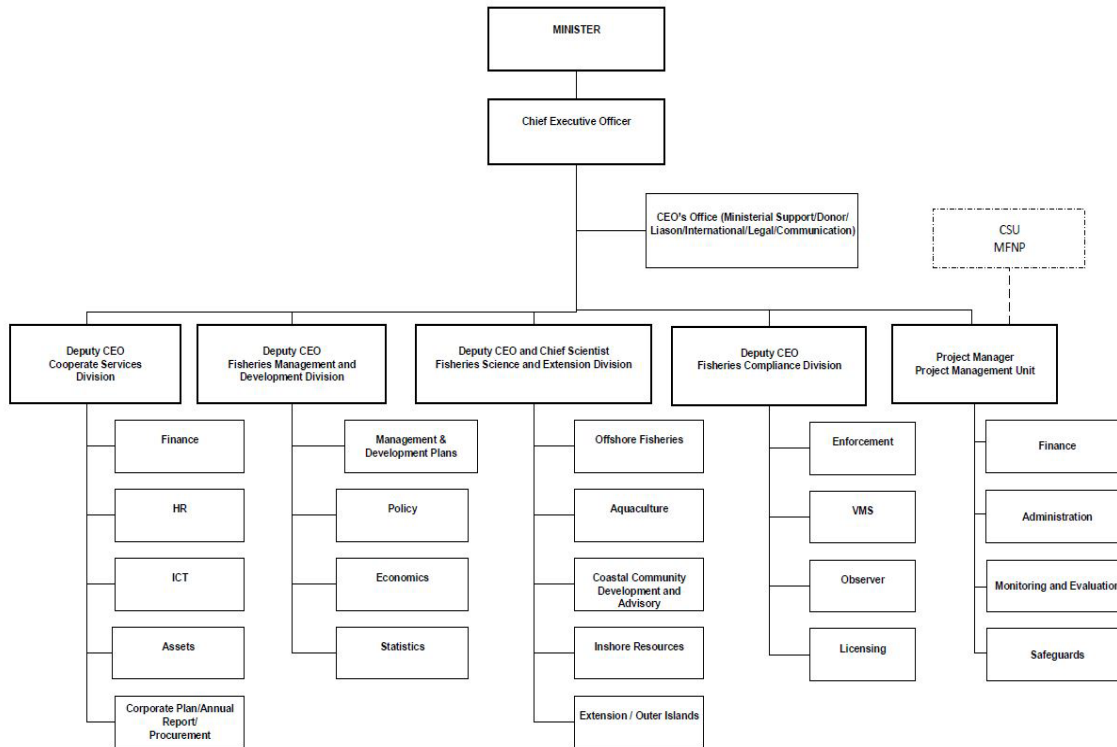 MINISTER
Chief Executive Officer
CEO's Office (Ministerial Support/Donor/
Liason/International/Legal/Communication)
CSU
MFNP
Deputy CEO
Cooperate Services
Division
Deputy CEO
Fisheries Management and
Development Division
Deputy CEO and Chief Scientist
Fisheries Science and Extension Division
Deputy CEO
Fisheries Compliance Division
Project Manager
Project Management Unit
Finance
HR
ICT
Assets
Corporate Plan/Annual
Report/
Procurement
Management &
Development Plans
Policy
Economics
Statistics
Offshore Fisheries
Aquaculture
Coastal Community
Development and
Advisory
Inshore Resources
Extension / Outer Islands
Enforcement
VMS
Observer
Licensing
Finance
Administration
Monitoring and Evaluation
Safeguards